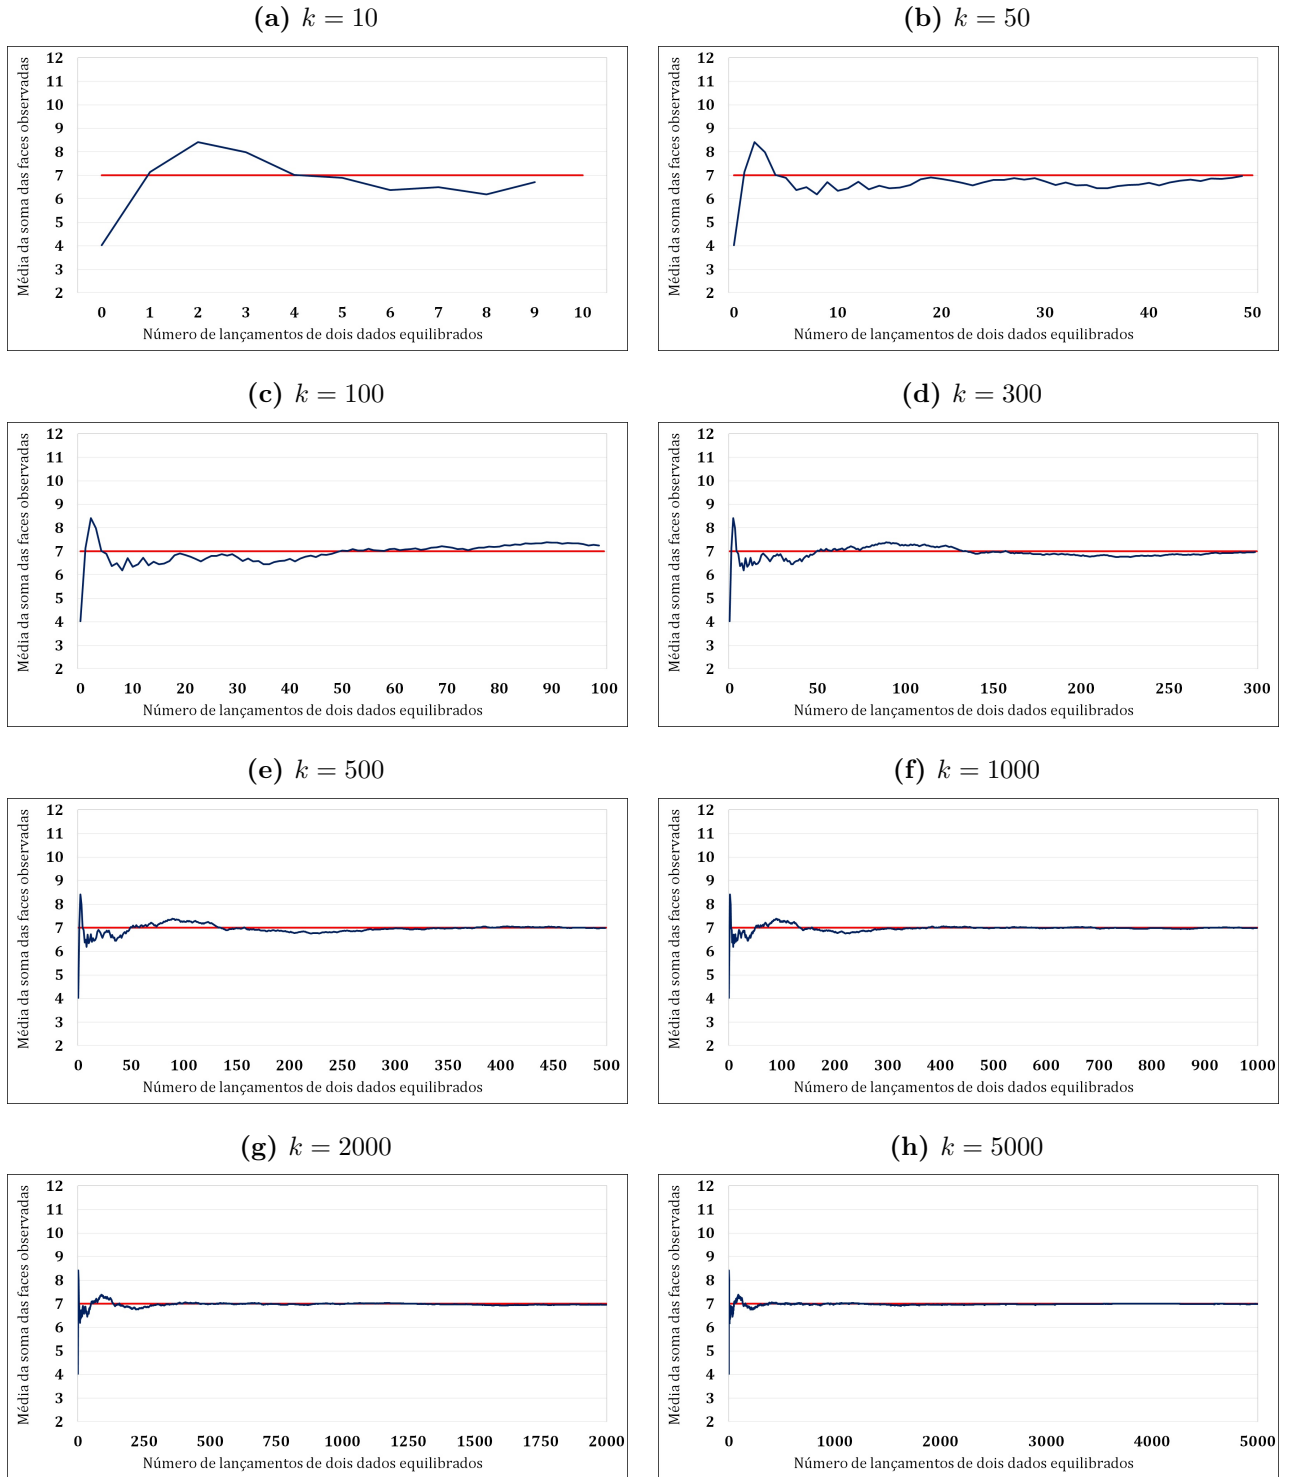 (a) k = 10
(b) k = 50
12
11
10
9
8
7
6
5
4
3
2
Média da soma das faces observadas
0 1 2 3 4 5 6 7 8 9 10
Número de lançamentos de dois dados equilibrados
12
11
10
9
8
7
6
5
4
3
2
Média da soma das faces observadas
0 10 20 30 40 50
Número de lançamentos de dois dados equilibrados
(c) k = 100
(d) k = 300
12
11
10
9
8
7
6
5
4
3
2
Média da soma das faces observadas
0 10 20 30 40 50 60 70 80 90 100
Número de lançamentos de dois dados equilibrados
12
11
10
9
8
7
6
5
4
3
2
Média da soma das faces observadas
0 50 100 150 200 250 300
Número de lançamentos de dois dados equilibrados
(e) k = 500
(f) k = 1000
12
11
10
9
8
7
6
5
4
3
2
Média da soma das faces observadas
0 50 100 150 200 250 300 350 400 450 500
Número de lançamentos de dois dados equilibrados
12
11
10
9
8
7
6
5
4
3
2
Média da soma das faces observadas
0 100 200 300 400 500 600 700 800 900 1000
Número de lançamentos de dois dados equilibrados
(g) k = 2000
(h) k = 5000
12
11
10
9
8
7
6
5
4
3
2
Média da soma das faces observadas
0 250 500 750 1000 1250 1500 1750 2000
Número de lançamentos de dois dados equilibrados
12
11
10
9
8
7
6
5
4
3
2
Média da soma das faces observadas
0 1000 2000 3000 4000 5000
Número de lançamentos de dois dados equilibrados